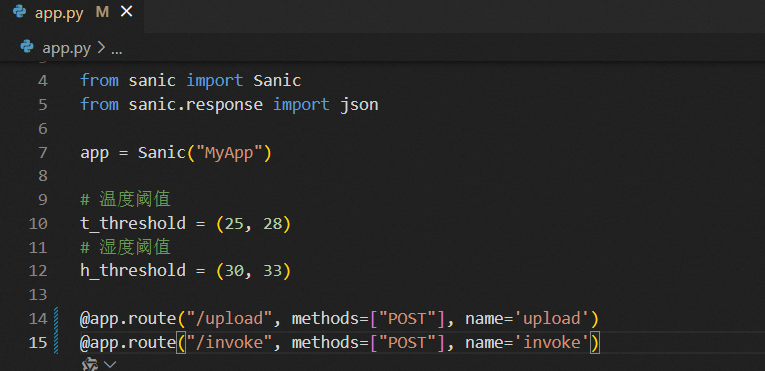 app.py M
app.py > ...
4 from sanic import Sanic
5 from sanic.response import json
6
7 app = Sanic("MyApp")
8
9 # 温度阈值
10 t_threshold = (25, 28)
11 # 湿度阈值
12 h_threshold = (30, 33)
13
14 @app.route("/upload", methods=["POST"], name='upload')
15 @app.route("/invoke", methods=["POST"], name='invoke')